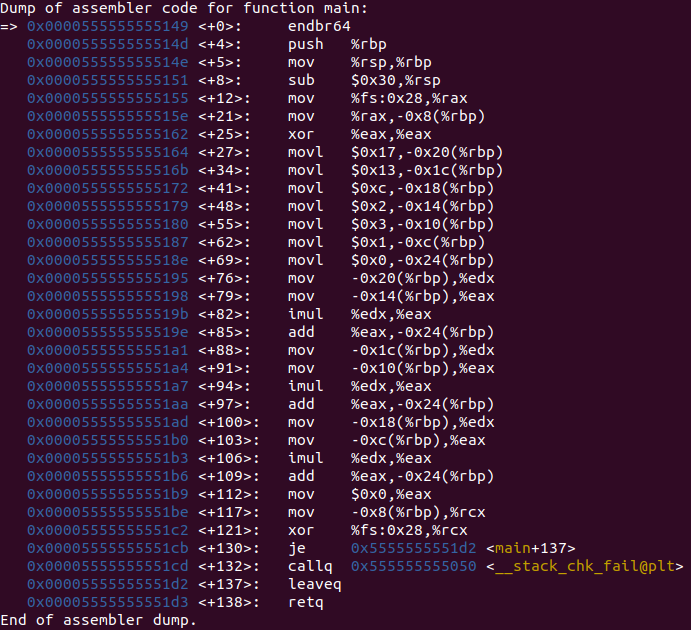 Dump of assembler code for function main:
=> 0x0000555555555149 <+0>: endbr64
0x000055555555514d <+4>: push %rbp
0x000055555555514e <+5>: mov %rsp,%rbp
0x0000555555555151 <+8>: sub $0x30,%rsp
0x0000555555555155 <+12>: mov %fs:0x28,%rax
0x000055555555515e <+21>: mov %rax,-0x8(%rbp)
0x0000555555555162 <+25>: xor %eax,%eax
0x0000555555555164 <+27>: movl $0x17,-0x20(%rbp)
0x000055555555516b <+34>: movl $0x13,-0x1c(%rbp)
0x0000555555555172 <+41>: movl $0xc,-0x18(%rbp)
0x0000555555555179 <+48>: movl $0x2,-0x14(%rbp)
0x0000555555555180 <+55>: movl $0x3,-0x10(%rbp)
0x0000555555555187 <+62>: movl $0x1,-0xc(%rbp)
0x000055555555518e <+69>: movl $0x0,-0x24(%rbp)
0x0000555555555195 <+76>: mov -0x20(%rbp),%edx
0x0000555555555198 <+79>: mov -0x14(%rbp),%eax
0x000055555555519b <+82>: imul %edx,%eax
0x000055555555519e <+85>: add %eax,-0x24(%rbp)
0x00005555555551a1 <+88>: mov -0x1c(%rbp),%edx
0x00005555555551a4 <+91>: mov -0x10(%rbp),%eax
0x00005555555551a7 <+94>: imul %edx,%eax
0x00005555555551aa <+97>: add %eax,-0x24(%rbp)
0x00005555555551ad <+100>: mov -0x18(%rbp),%edx
0x00005555555551b0 <+103>: mov -0xc(%rbp),%eax
0x00005555555551b3 <+106>: imul %edx,%eax
0x00005555555551b6 <+109>: add %eax,-0x24(%rbp)
0x00005555555551b9 <+112>: mov $0x0,%eax
0x00005555555551be <+117>: mov -0x8(%rbp),%rcx
0x00005555555551c2 <+121>: xor %fs:0x28,%rcx
0x00005555555551cb <+130>: je 0x5555555551d2 <main+137>
0x00005555555551cd <+132>: callq 0x555555555050 <__stack_chk_fail@plt>
0x00005555555551d2 <+137>: leaveq
0x00005555555551d3 <+138>: retq
End of assembler dump.